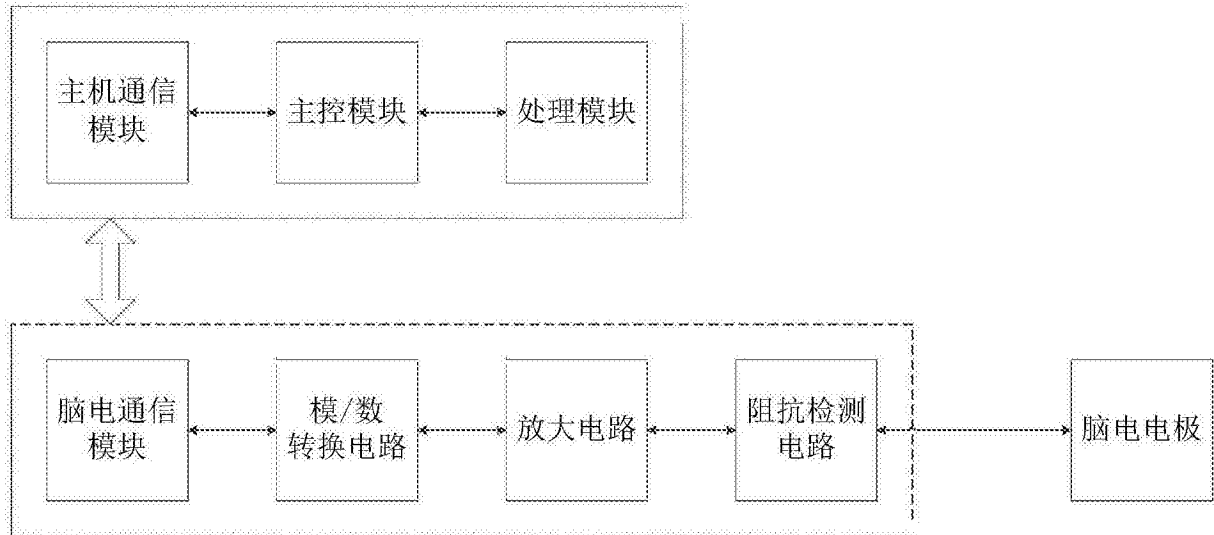 主机通信
模块
主控模块
处理模块
脑电通信
模块
模/数
转换电路
放大电路
阻抗检测
电路
脑电电极